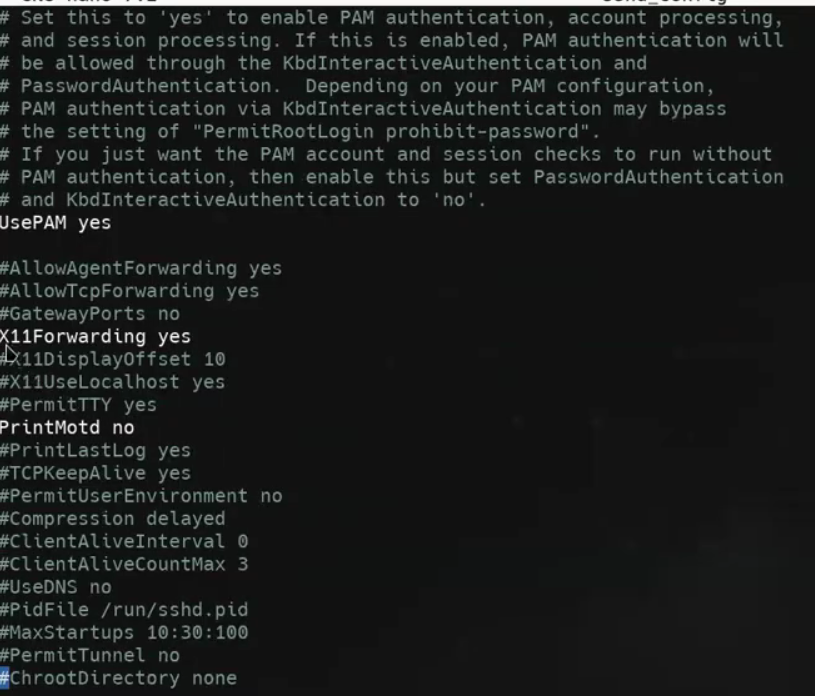 # Set this to 'yes' to enable PAM authentication, account processing,
# and session processing. If this is enabled, PAM authentication will
# be allowed through the KbdInteractiveAuthentication and
# PasswordAuthentication.  Depending on your PAM configuration,
# PAM authentication via KbdInteractiveAuthentication may bypass
# the setting of "PermitRootLogin prohibit-password".
# If you just want the PAM account and session checks to run without
# PAM authentication, then enable this but set PasswordAuthentication
# and KbdInteractiveAuthentication to 'no'.
UsePAM yes
#AllowAgentForwarding yes
#AllowTcpForwarding yes
#GatewayPorts no
X11Forwarding yes
#X11DisplayOffset 10
#X11UseLocalhost yes
#PermitTTY yes
PrintMotd no
#PrintLastLog yes
#TCPKeepAlive yes
#PermitUserEnvironment no
#Compression delayed
#ClientAliveInterval 0
#ClientAliveCountMax 3
#UseDNS no
#PidFile /run/sshd.pid
#MaxStartups 10:30:100
#PermitTunnel no
#ChrootDirectory none